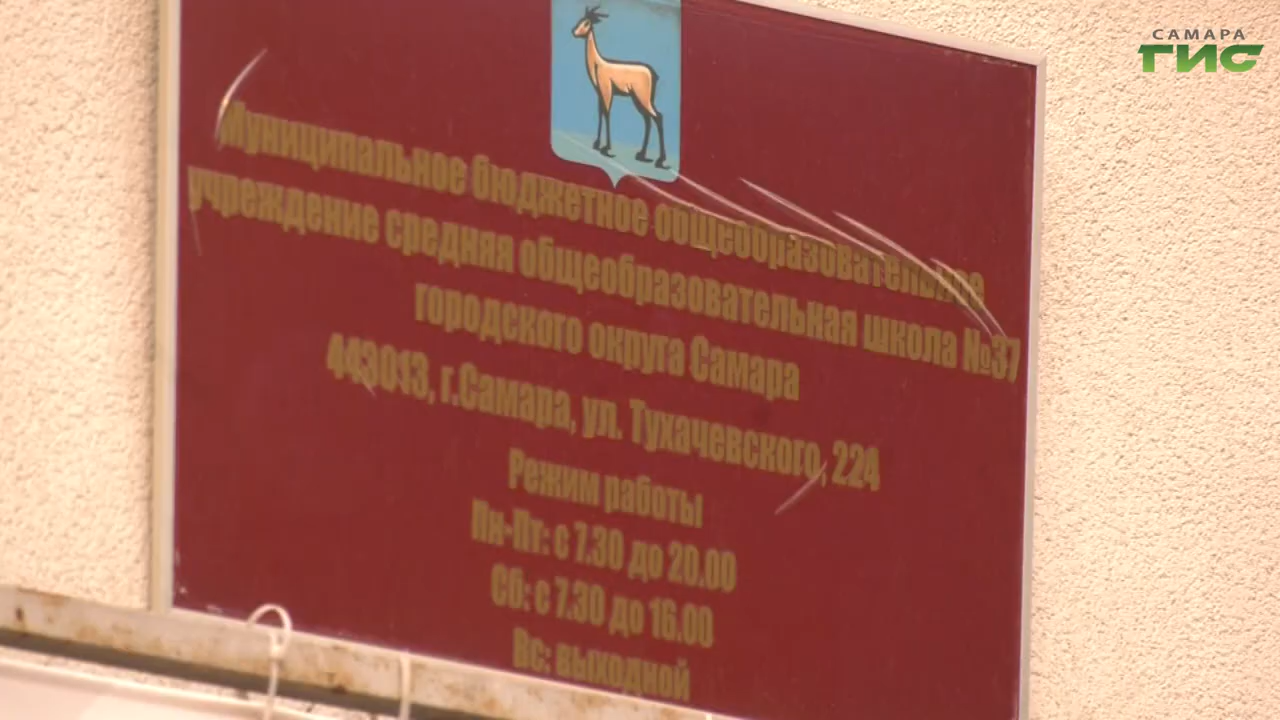 САМАРА
ГИС
Муниципальное бюджетное общеобразовательное
учреждение средняя общеобразовательная школа №37
городского округа Самара
443013, г.Самара, ул. Тухачевского, 224
Режим работы
Пн-Пт: с 7.30 до 20.00
Сб: с 7.30 до 16.00
Вс: выходной